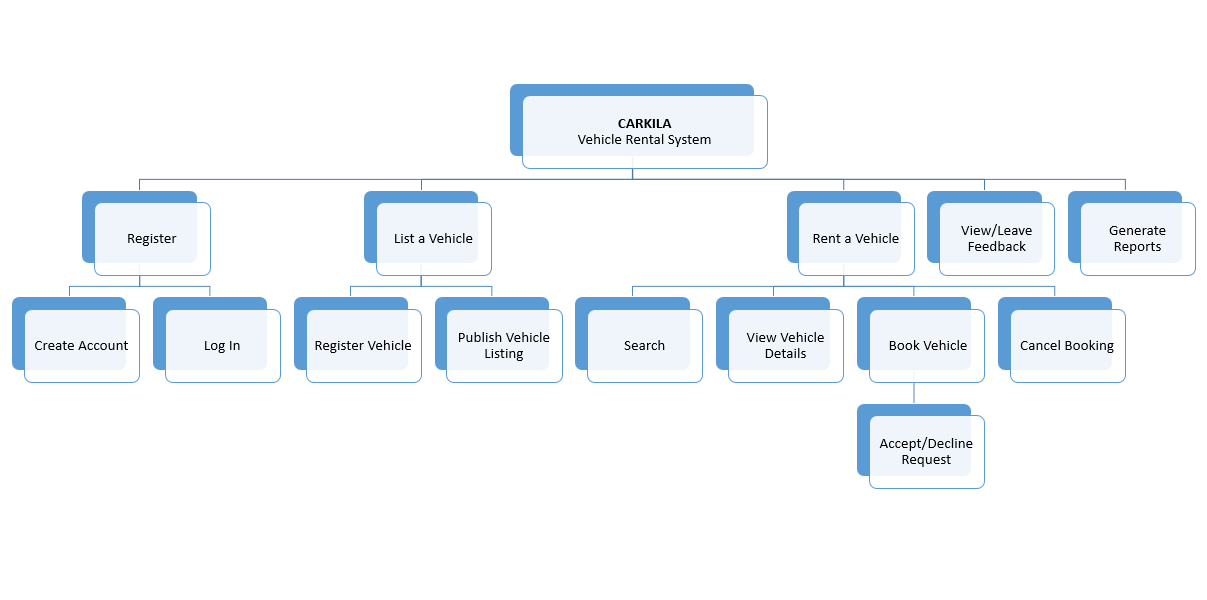 CARKILA
Vehicle Rental System
Register
List a Vehicle
Rent a Vehicle
View/Leave
Feedback
Generate
Reports
Create Account
Log In
Register Vehicle
Publish Vehicle
Listing
Search
View Vehicle
Details
Book Vehicle
Cancel Booking
Accept/Decline
Request